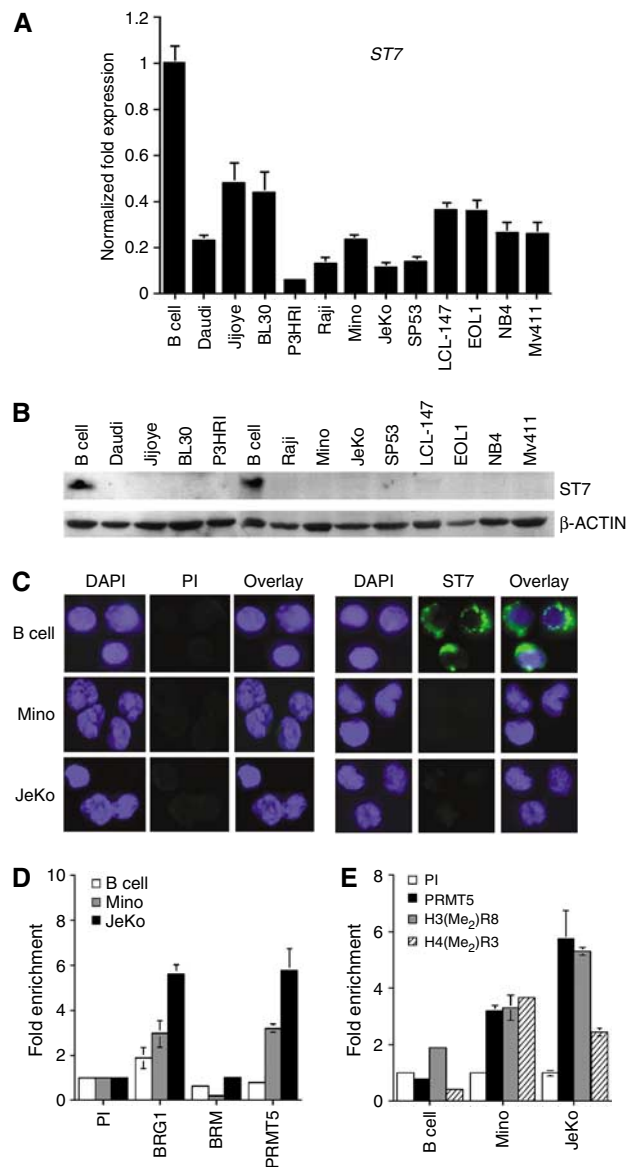 A
ST7
Normalized fold expression
1.2
1
0.8
0.6
0.4
0.2
0
B cell
Daudi
Jijoye
BL30
P3HRI
Raji
Mino
JeKo
SP53
LCL-147
EOL1
NB4
Mv411
B
B cell
Daudi
Jijoye
BL30
P3HRI
B cell
Raji
Mino
JeKo
SP53
LCL-147
EOL1
NB4
Mv411
ST7
β-ACTIN
C
DAPI PI Overlay DAPI ST7 Overlay
B cell
Mino
JeKo
D
Fold enrichment
10
8
6
4
2
0
B cell
Mino
JeKo
PI
BRG1
BRM
PRMT5
E
Fold enrichment
8
6
4
2
0
PI
PRMT5
H3(Me₂)R8
H4(Me₂)R3
B cell
Mino
JeKo